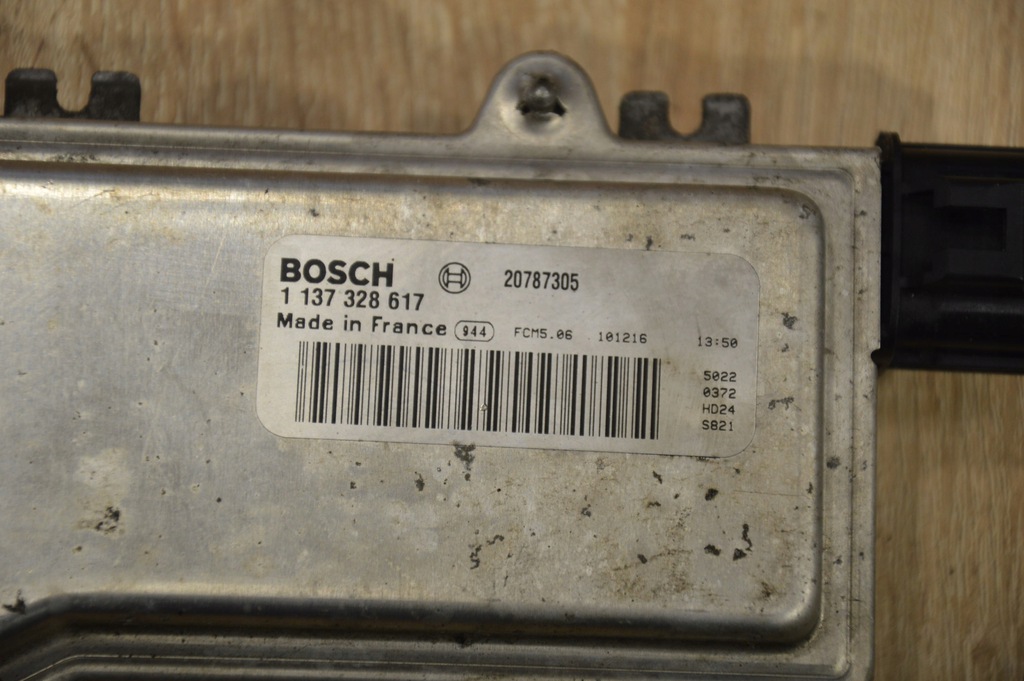 BOSCH 20787305
1 137 328 617
Made in France 944 FCM5.06 101216 13:50
5022
0372
HD24
S821